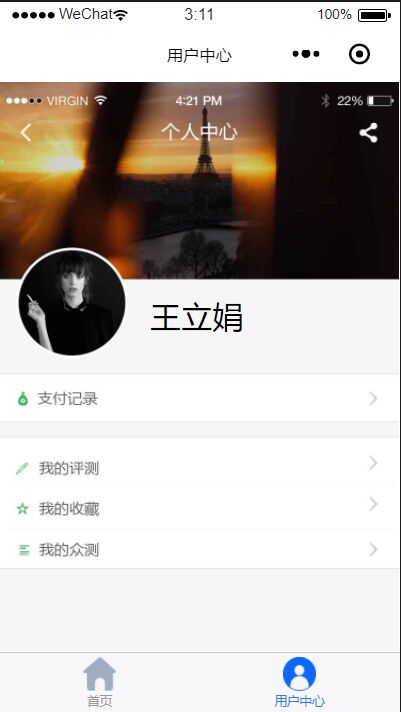 WeChat 3:11 100%
用户中心
VIRGIN 4:21 PM 22%
个人中心
王立娟
支付记录
我的评测
我的收藏
我的众测
首页 用户中心